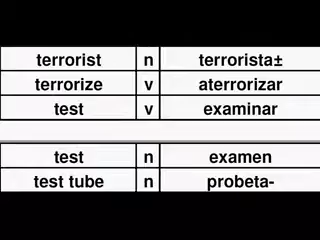 terrorist n terrorista±
terrorize v aterrorizar
test v examinar
test n examen
test tube n probeta-